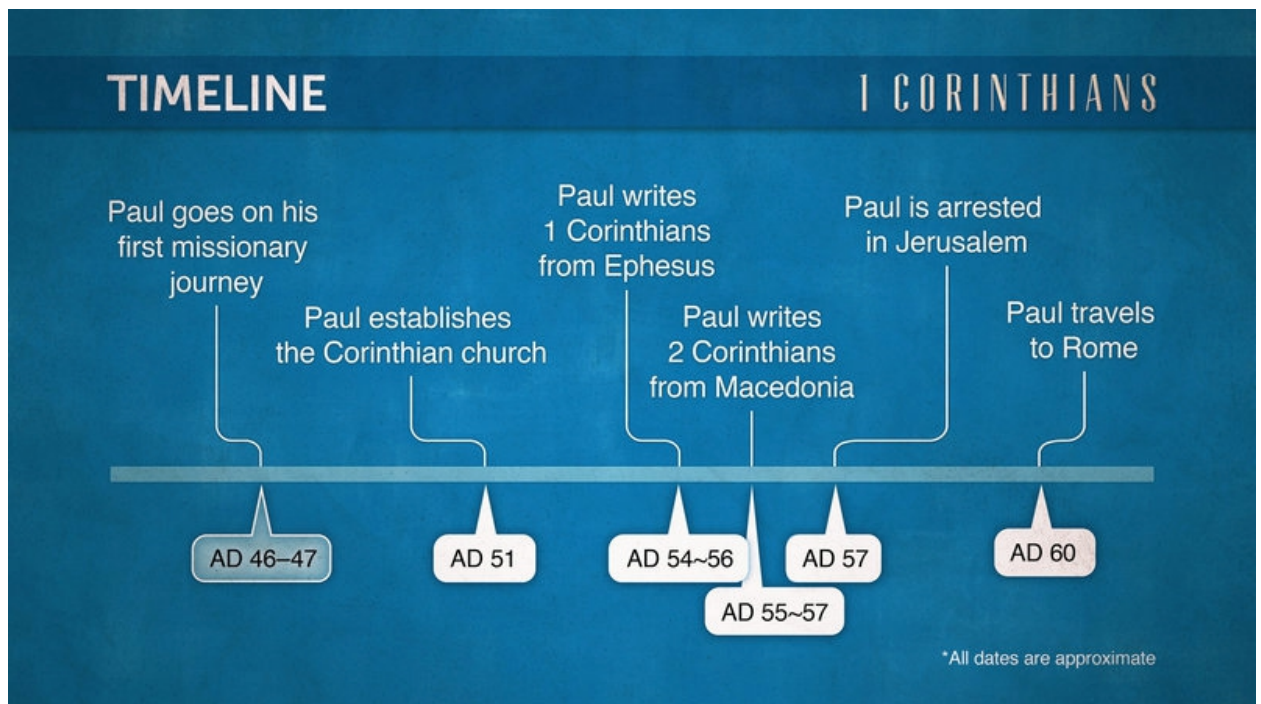 TIMELINE
1 CORINTHIANS
Paul goes on his
first missionary
journey
Paul establishes
the Corinthian church
Paul writes
1 Corinthians
from Ephesus
Paul writes
2 Corinthians
from Macedonia
Paul is arrested
in Jerusalem
Paul travels
to Rome
AD 46–47
AD 51
AD 54~56
AD 55~57
AD 57
AD 60
*All dates are approximate